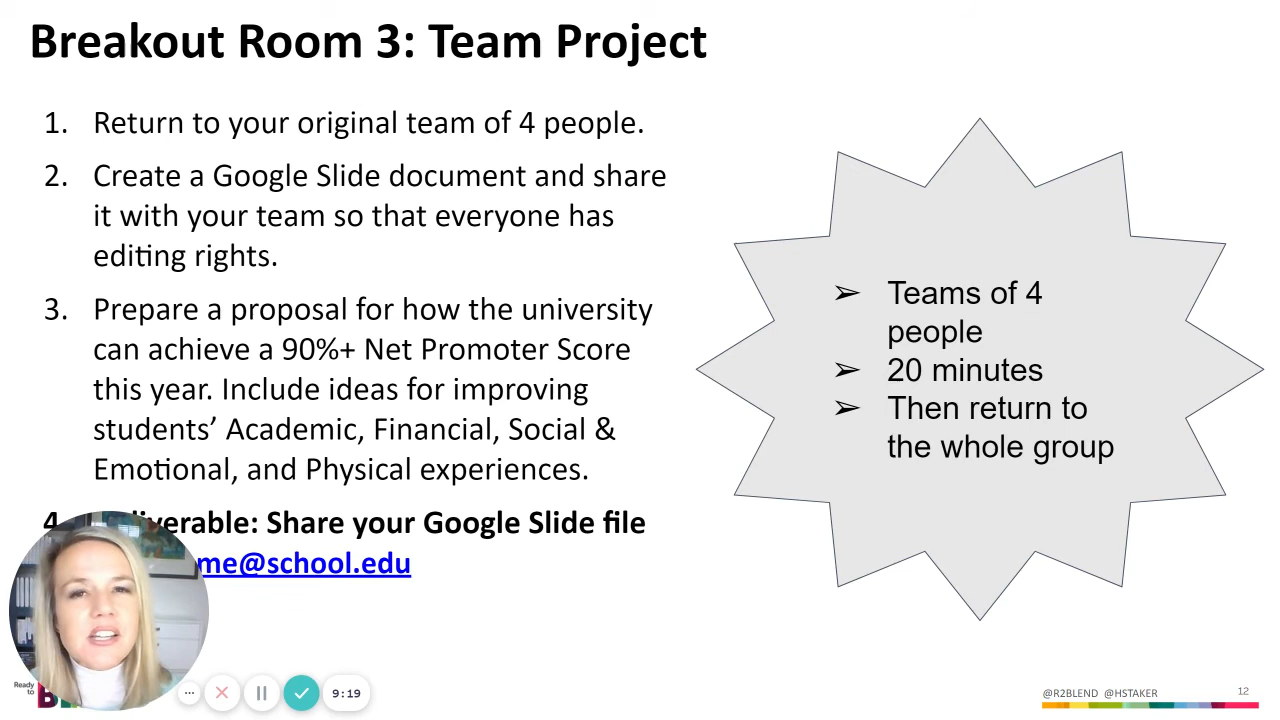 Breakout Room 3: Team Project
1. Return to your original team of 4 people.
2. Create a Google Slide document and share
it with your team so that everyone has
editing rights.
3. Prepare a proposal for how the university
can achieve a 90%+ Net Promoter Score
this year. Include ideas for improving
students’ Academic, Financial, Social &
Emotional, and Physical experiences.
4. Share your Google Slide file
me@school.edu
➢ Teams of 4
people
➢ 20 minutes
➢ Then return to
the whole group
Ready
to
9:19
@R2BLEND @HSTAKER
12